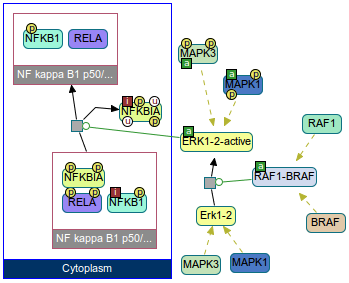 p
NFKB1
RELA
NF kappa B1 p50/...
i
p
u
NFKBIA
u
p
p
p
NFKBIA
p
p
i
p
RELA
NFKB1
NF kappa B1 p50/...
Cytoplasm
p
p
MAPK3
a
a
MAPK1
p
p
a
ERK1-2-active
RAF1
a
RAF1-BRAF
Erk1-2
BRAF
MAPK3
MAPK1